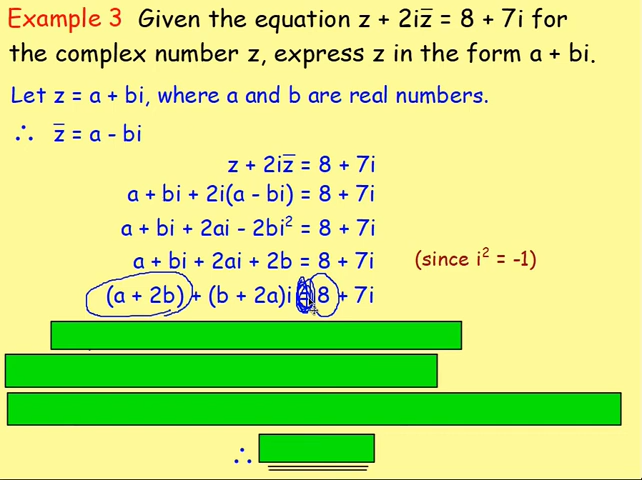 Example 3 Given the equation z + 2iz̅ = 8 + 7i for
the complex number z, express z in the form a + bi.
Let z = a + bi, where a and b are real numbers.
∴ z̅ = a - bi
z + 2iz̅ = 8 + 7i
a + bi + 2i(a - bi) = 8 + 7i
a + bi + 2ai - 2bi² = 8 + 7i
a + bi + 2ai + 2b = 8 + 7i (since i² = -1)
(a + 2b) + (b + 2a)i = 8 + 7i
∴